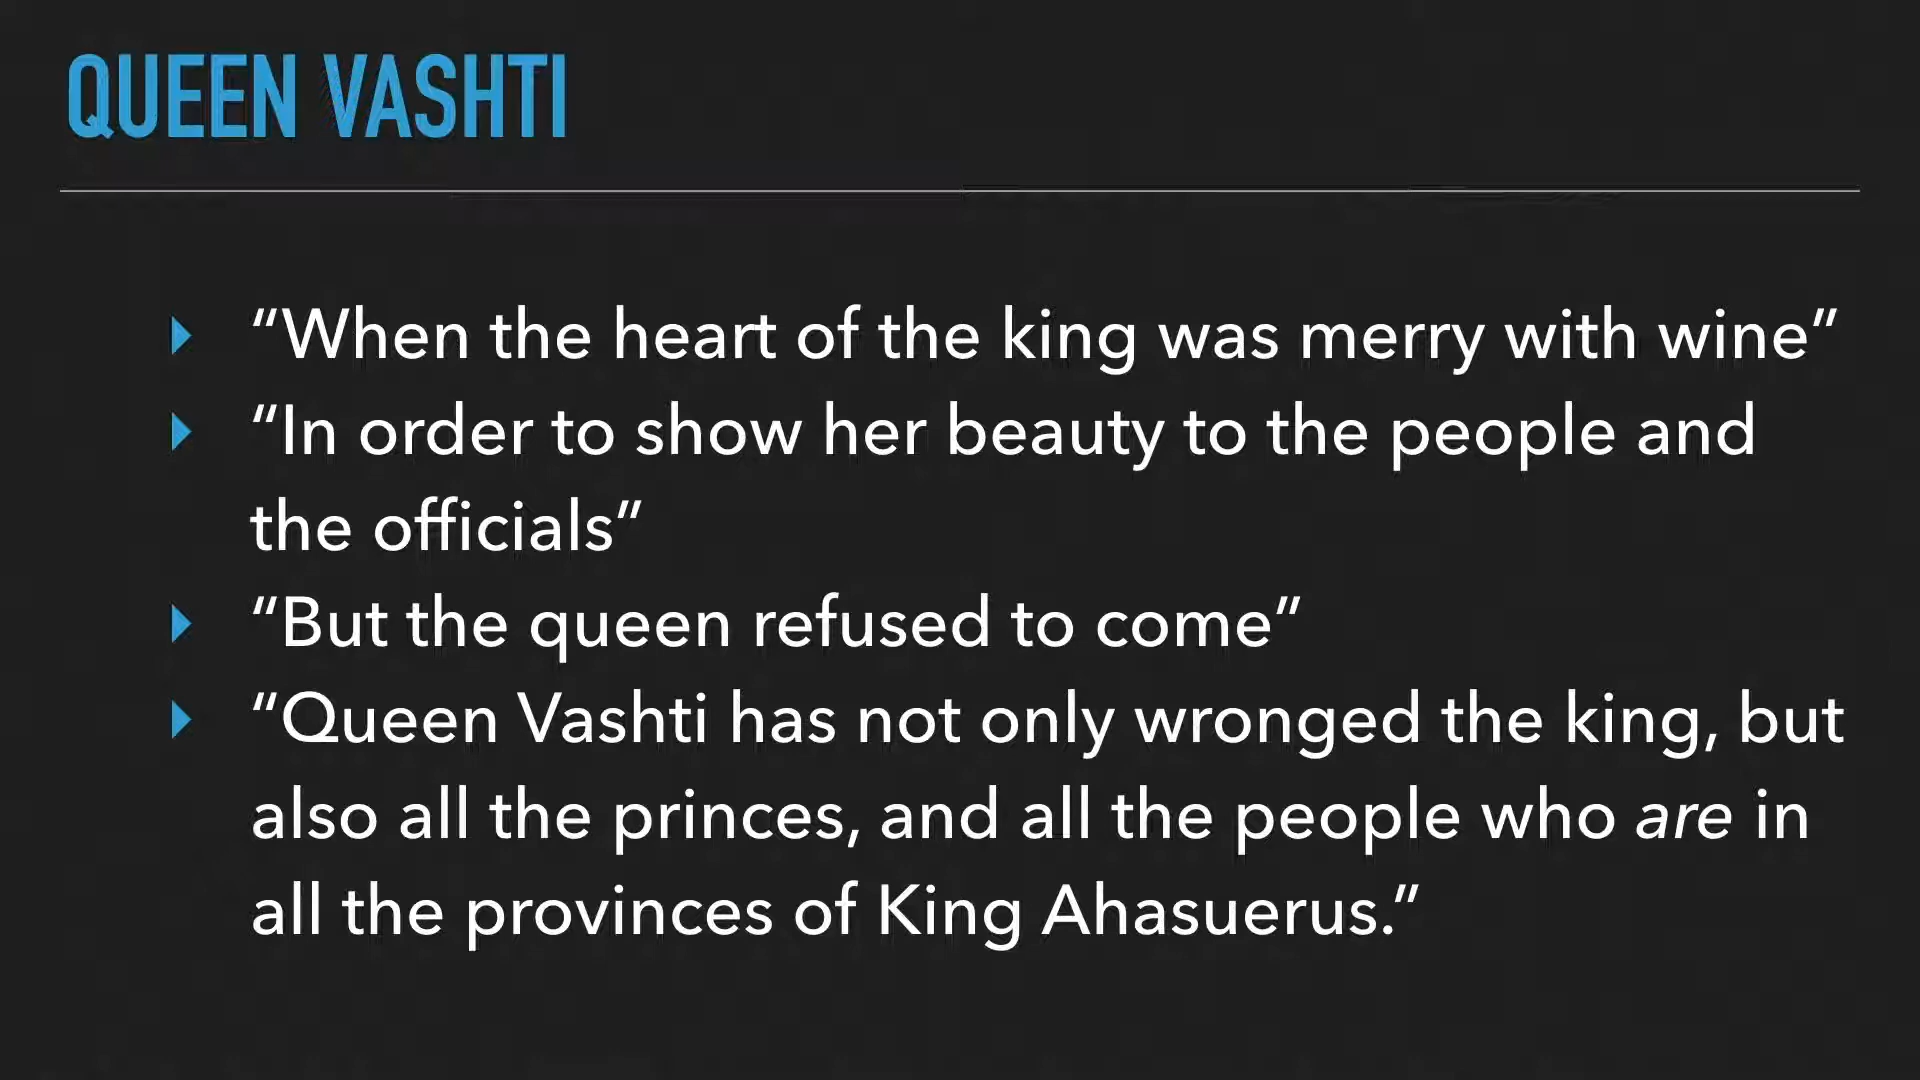 QUEEN VASHTI
“When the heart of the king was merry with wine”
“In order to show her beauty to the people and
the officials”
“But the queen refused to come”
“Queen Vashti has not only wronged the king, but
also all the princes, and all the people who are in
all the provinces of King Ahasuerus.”